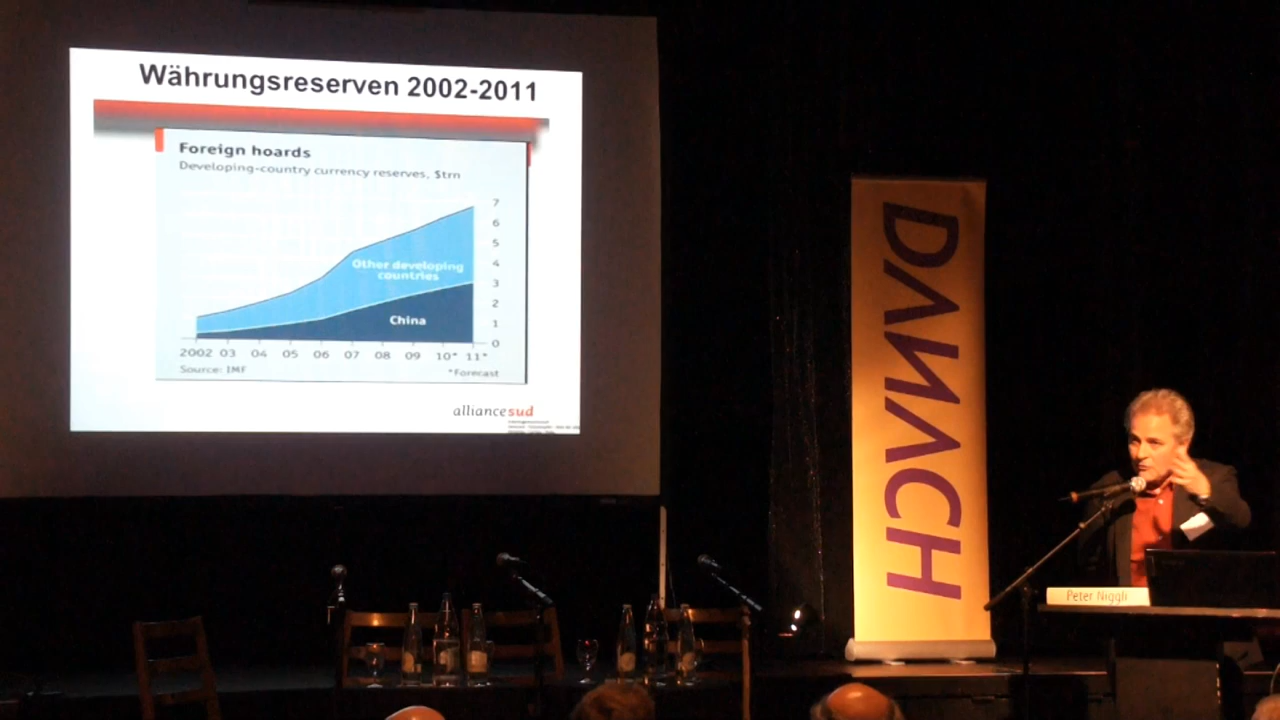 Währungsreserven 2002-2011
Foreign hoards
Developing-country currency reserves, $trn
7
6
5
4
3
2
1
0
Other developing
countries
China
2002 03 04 05 06 07 08 09 10* 11*
Source: IMF
*Forecast
alliancesud
DANACH
Peter Niggli